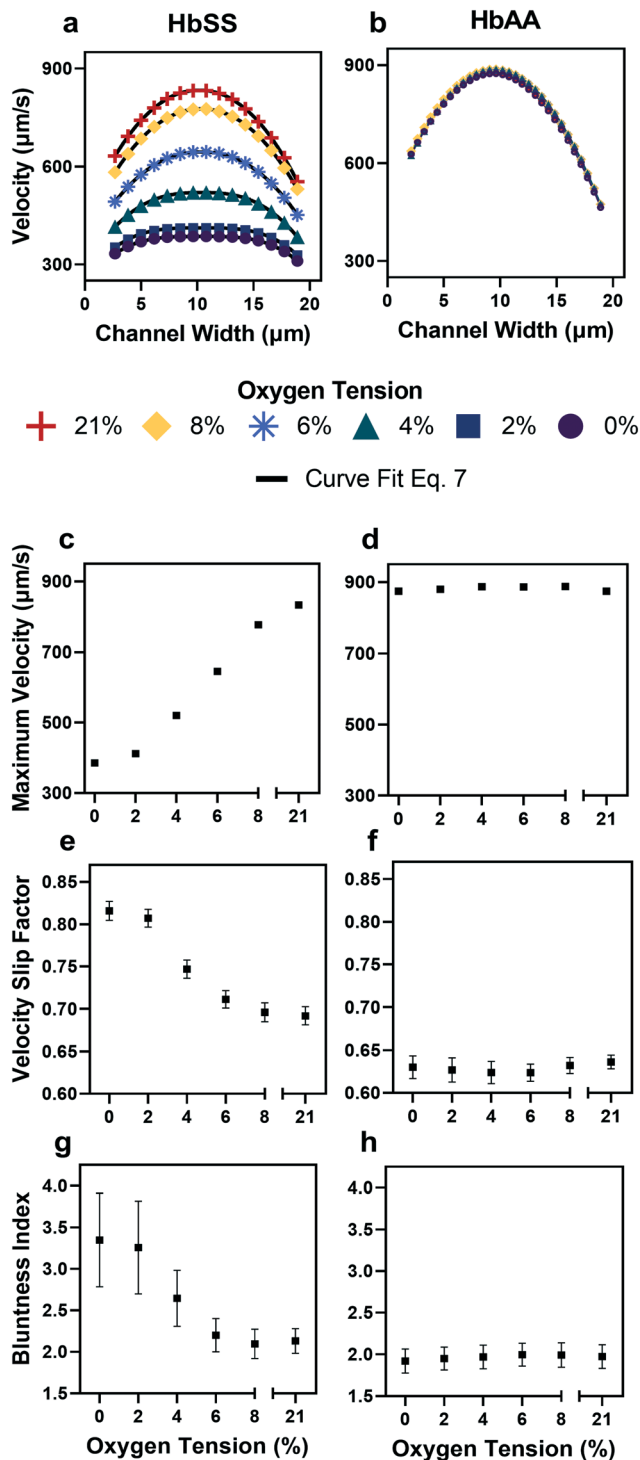 a HbSS b HbAA
Velocity (µm/s)
900
600
300
0 5 10 15 20
Channel Width (µm)
900
600
300
0 5 10 15 20
Channel Width (µm)
Oxygen Tension
21% 8% 6% 4% 2% 0%
Curve Fit Eq. 7
c d
Maximum Velocity (µm/s)
900
700
500
300
0 2 4 6 8 21
900
700
500
300
0 2 4 6 8 21
e f
Velocity Slip Factor
0.85
0.80
0.75
0.70
0.65
0.60
0 2 4 6 8 21
0.85
0.80
0.75
0.70
0.65
0.60
0 2 4 6 8 21
g h
Bluntness Index
4.0
3.5
3.0
2.5
2.0
1.5
0 2 4 6 8 21
Oxygen Tension (%)
4.0
3.5
3.0
2.5
2.0
1.5
0 2 4 6 8 21
Oxygen Tension (%)